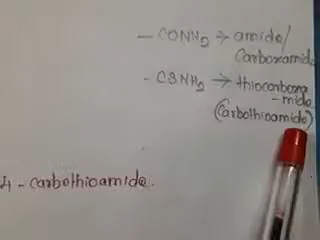 - CONH2 → amide/
Carboxamide
- CSNH2 → thiocarboxa
-mide
(Carbothioamide)
4 - Carbothioamide.